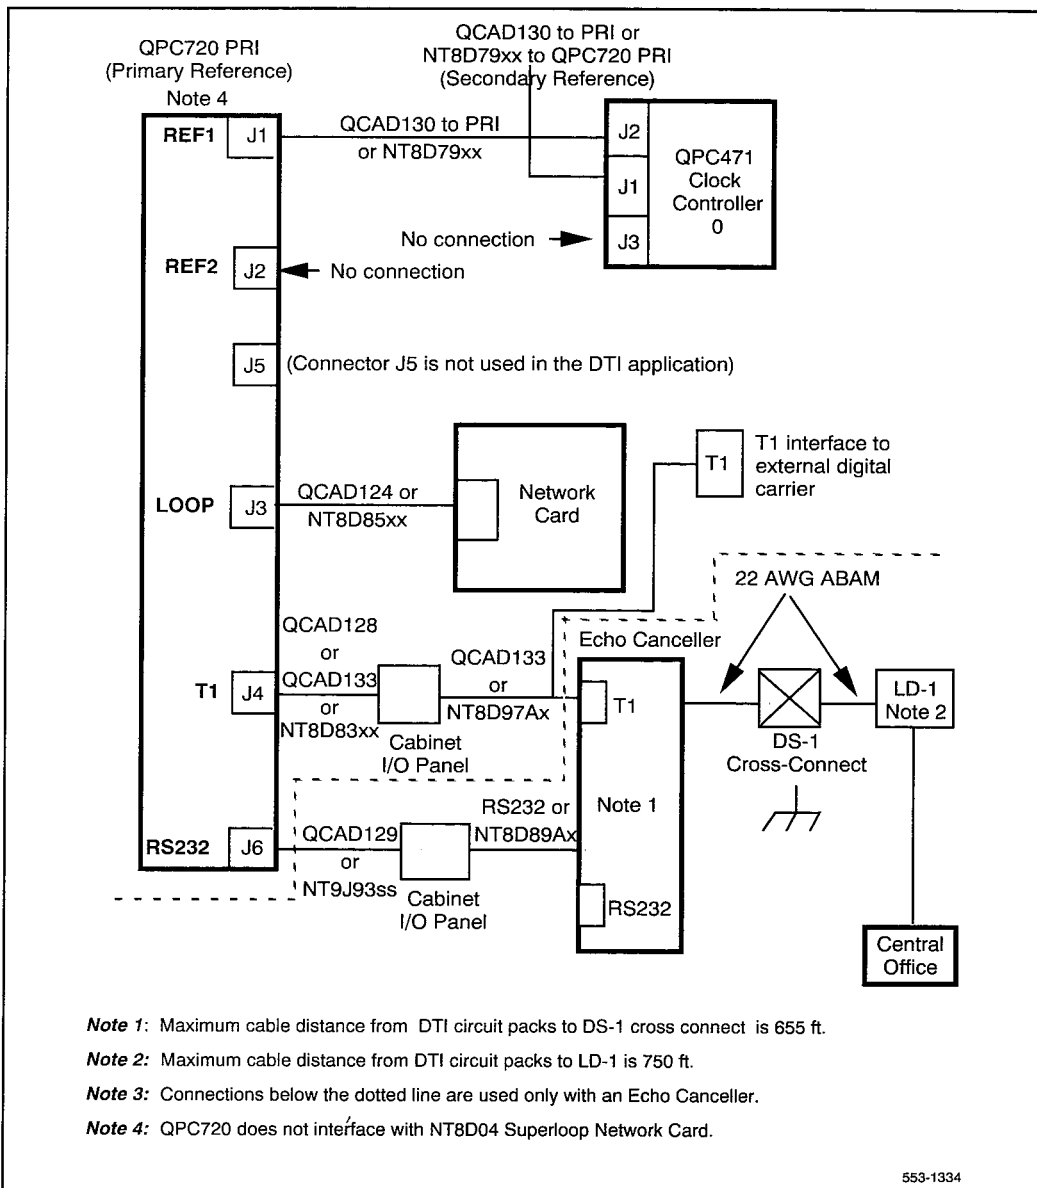 QPC720 PRI
(Primary Reference)
Note 4
QCAD130 to PRI or
NT8D79xx to QPC720 PRI
(Secondary Reference)
REF1 J1
QCAD130 to PRI
or NT8D79xx
J2
J1
J3
QPC471
Clock
Controller
0
No connection
REF2 J2
No connection
J5
(Connector J5 is not used in the DTI application)
LOOP J3
QCAD124 or
NT8D85xx
Network
Card
T1
T1 interface to
external digital
carrier
22 AWG ABAM
T1 J4
QCAD128
or
QCAD133
or
NT8D83xx
Cabinet
I/O Panel
QCAD133
or
NT8D97Ax
Echo Canceller
T1
Note 1
RS232
DS-1
Cross-Connect
LD-1
Note 2
RS232 J6
QCAD129
or
NT9J93ss
Cabinet
I/O Panel
RS232 or
NT8D89Ax
Central
Office
Note 1: Maximum cable distance from DTI circuit packs to DS-1 cross connect is 655 ft.
Note 2: Maximum cable distance from DTI circuit packs to LD-1 is 750 ft.
Note 3: Connections below the dotted line are used only with an Echo Canceller.
Note 4: QPC720 does not interface with NT8D04 Superloop Network Card.
553-1334